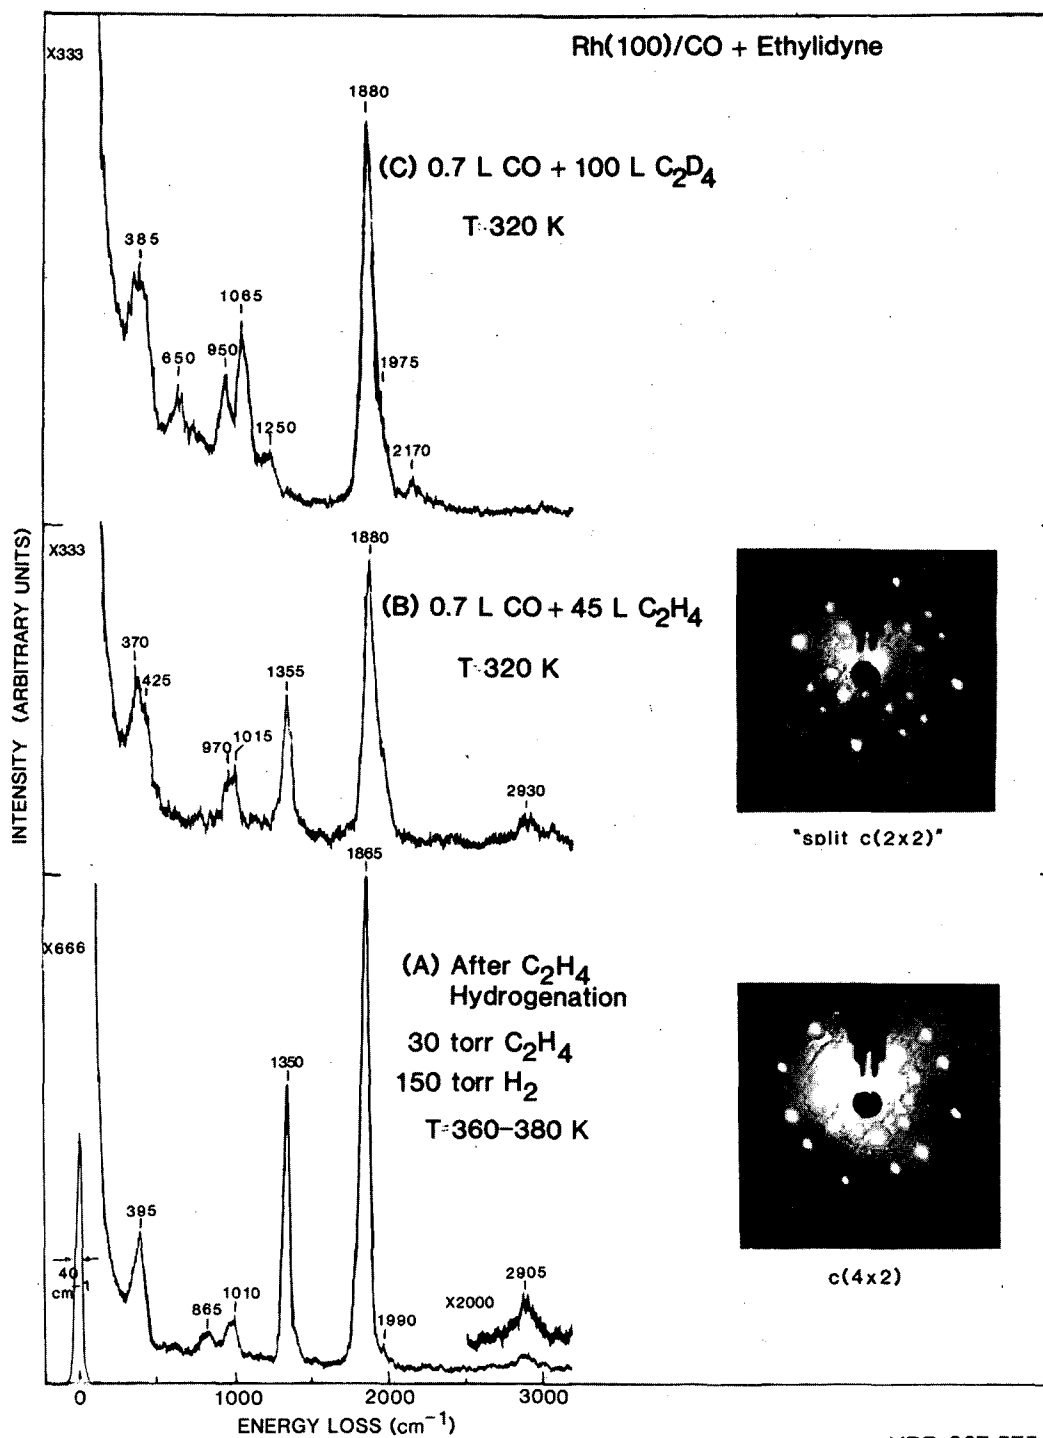 Rh(100)/CO + Ethylidyne
X333
1880
(C) 0.7 L CO + 100 L C2D4
T=320 K
385
650
950
1065
1250
1975
2170
X333
1880
(B) 0.7 L CO + 45 L C2H4
T=320 K
370
425
970
1015
1355
2930
"split c(2x2)"
X666
1865
(A) After C2H4
Hydrogenation
30 torr C2H4
150 torr H2
T=360-380 K
1350
395
40
cm-1
865
1010
1990
X2000
2905
c(4x2)
INTENSITY (ARBITRARY UNITS)
0
1000
2000
3000
ENERGY LOSS (cm-1)